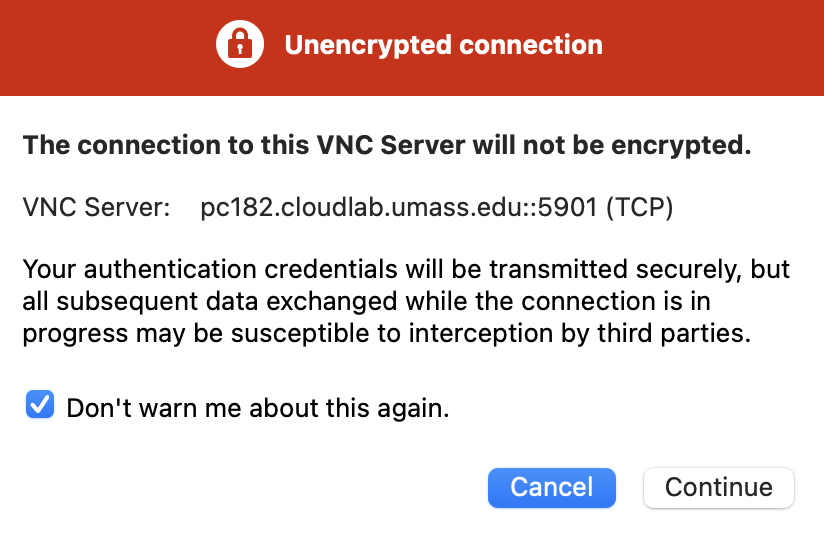 Unencrypted connection
The connection to this VNC Server will not be encrypted.
VNC Server: pc182.cloudlab.umass.edu::5901 (TCP)
Your authentication credentials will be transmitted securely, but
all subsequent data exchanged while the connection is in
progress may be susceptible to interception by third parties.
Don't warn me about this again.
Cancel Continue